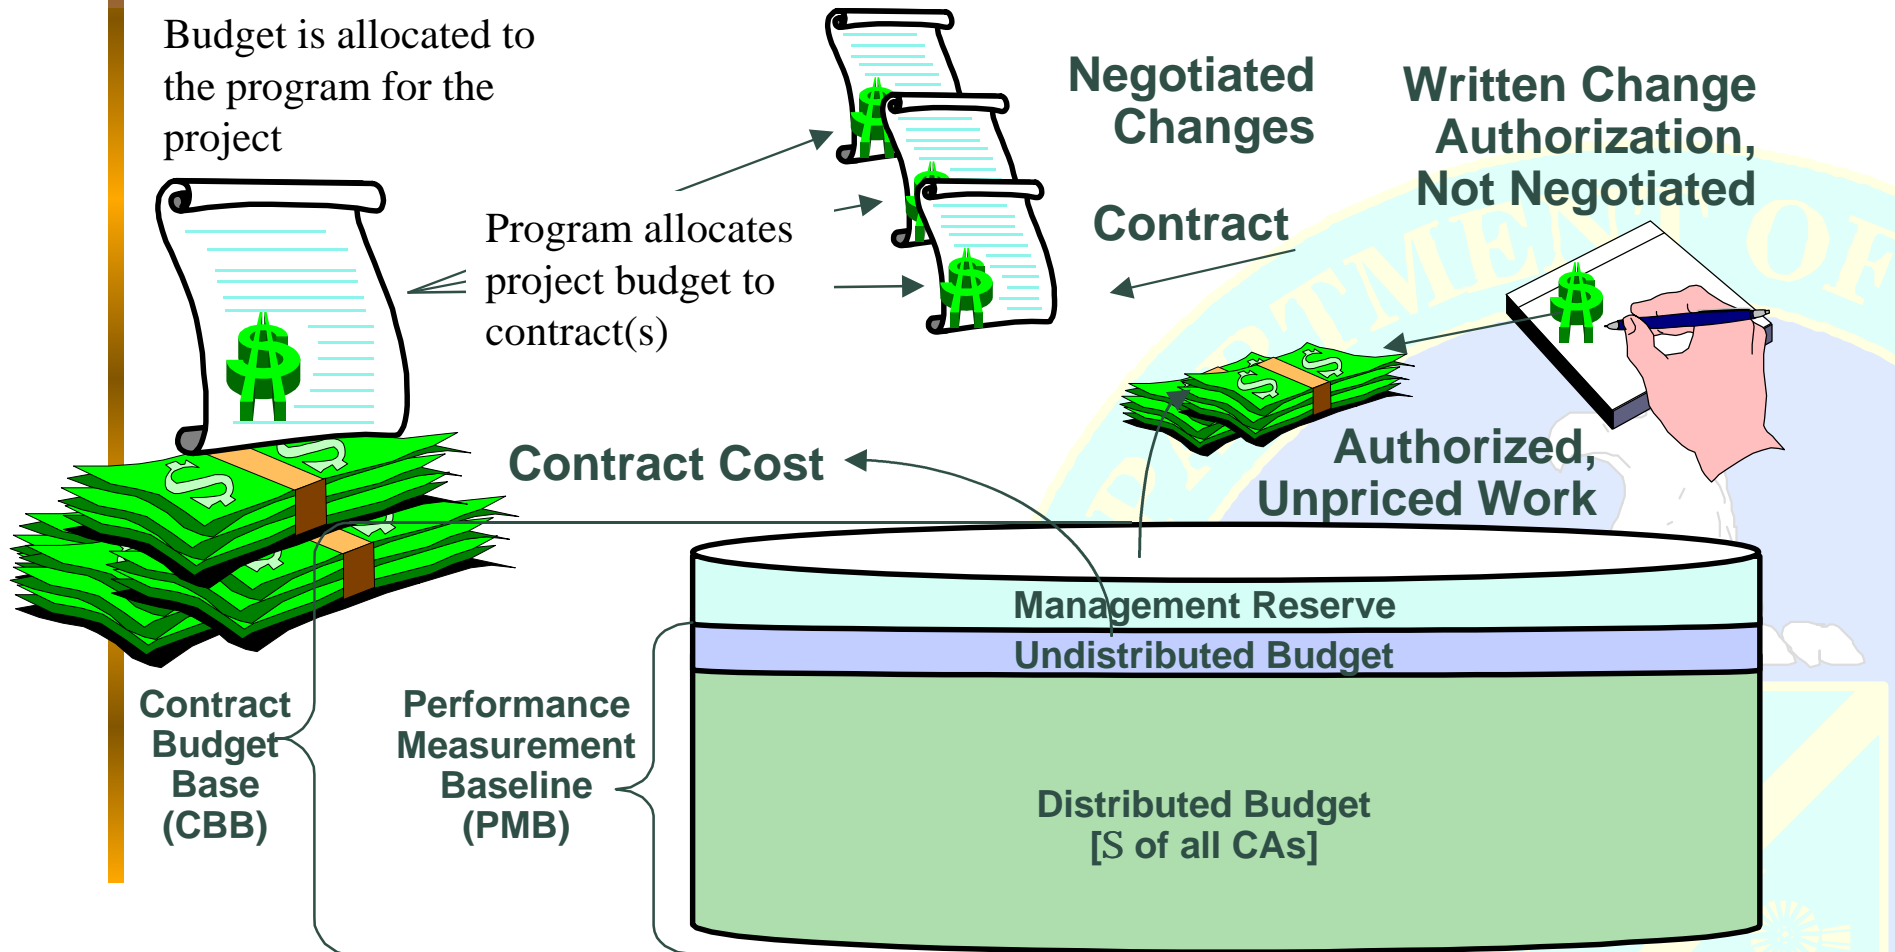 Budget is allocated to
the program for the
project
Negotiated
Changes
Written Change
Authorization,
Not Negotiated
Program allocates
project budget to
contract(s)
Contract
Contract Cost
Authorized,
Unpriced Work
Management Reserve
Undistributed Budget
Contract
Budget
Base
(CBB)
Performance
Measurement
Baseline
(PMB)
Distributed Budget
[S of all CAs]
PARTMENT OF